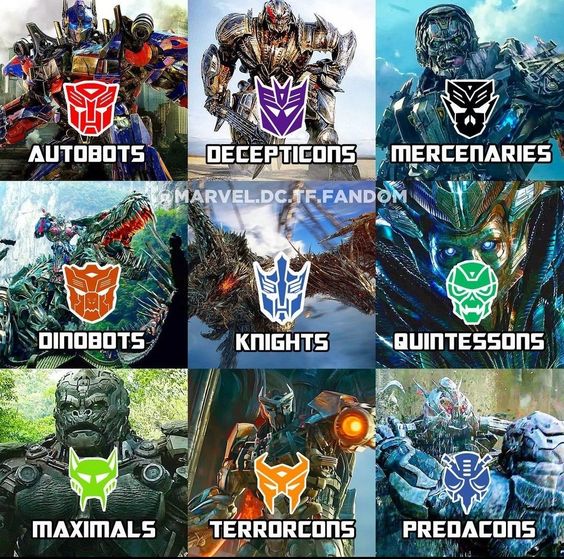 AUTOBOTS
DECEPTICONS
MERCENARIES
@MARVEL.DC.TF.FANDOM
DINOBOTS
KNIGHTS
QUINTESSONS
MAXIMALS
TERRORCONS
PREDACONS